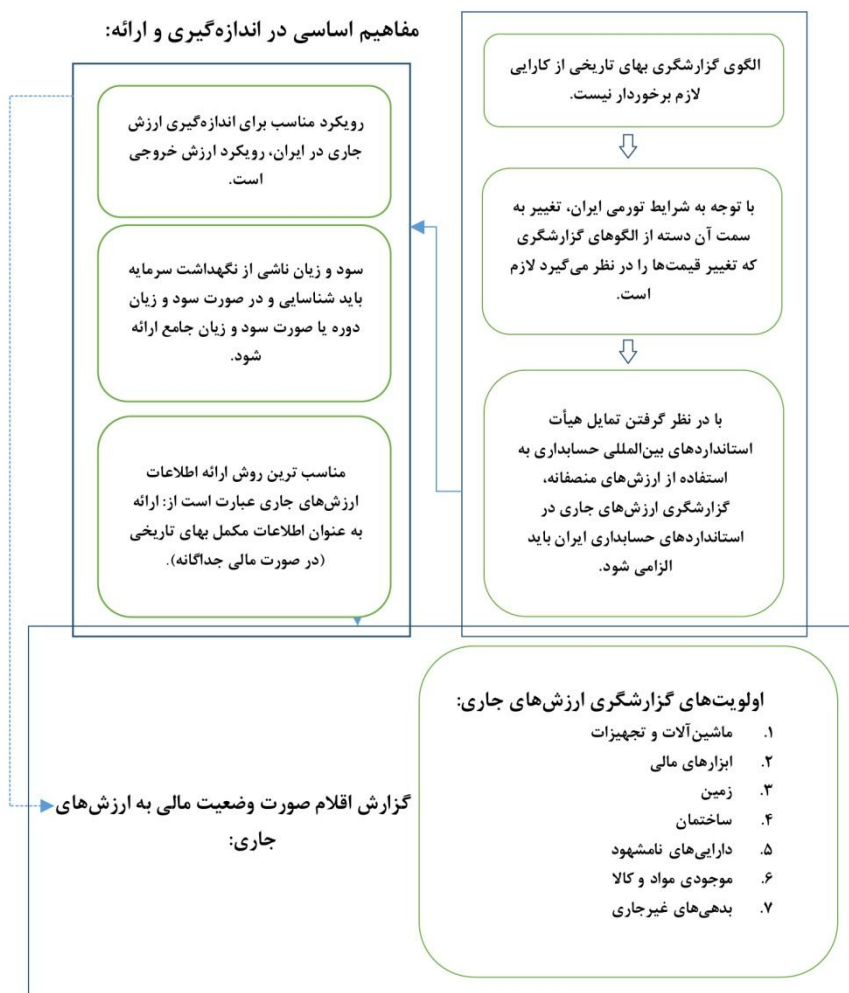 مفاهیم اساسی در اندازه‌گیری و ارائه:
الگوی گزارشگری بهای تاریخی از کارایی
لازم برخوردار نیست.
با توجه به شرایط تورمی ایران، تغییر به
سمت آن دسته از الگوهای گزارشگری
که تغییر قیمت‌ها را در نظر می‌گیرد لازم
است.
با در نظر گرفتن تمایل هیأت
استانداردهای بین‌المللی حسابداری به
استفاده از ارزش‌های منصفانه،
گزارشگری ارزش‌های جاری در
استانداردهای حسابداری ایران باید
الزامی شود.
رویکرد مناسب برای اندازه‌گیری ارزش
جاری در ایران، رویکرد ارزش خروجی
است.
سود و زیان ناشی از نگهداشت سرمایه
باید شناسایی و در صورت سود و زیان
دوره یا صورت سود و زیان جامع ارائه
شود.
مناسب ترین روش ارائه اطلاعات
ارزش‌های جاری عبارت است از: ارائه
به عنوان اطلاعات مکمل بهای تاریخی
(در صورت مالی جداگانه).
اولویت‌های گزارشگری ارزش‌های جاری:
۱. ماشین‌آلات و تجهیزات
۲. ابزارهای مالی
۳. زمین
۴. ساختمان
۵. دارایی‌های نامشهود
۶. موجودی مواد و کالا
۷. بدهی‌های غیرجاری
گزارش اقلام صورت وضعیت مالی به ارزش‌های
جاری: